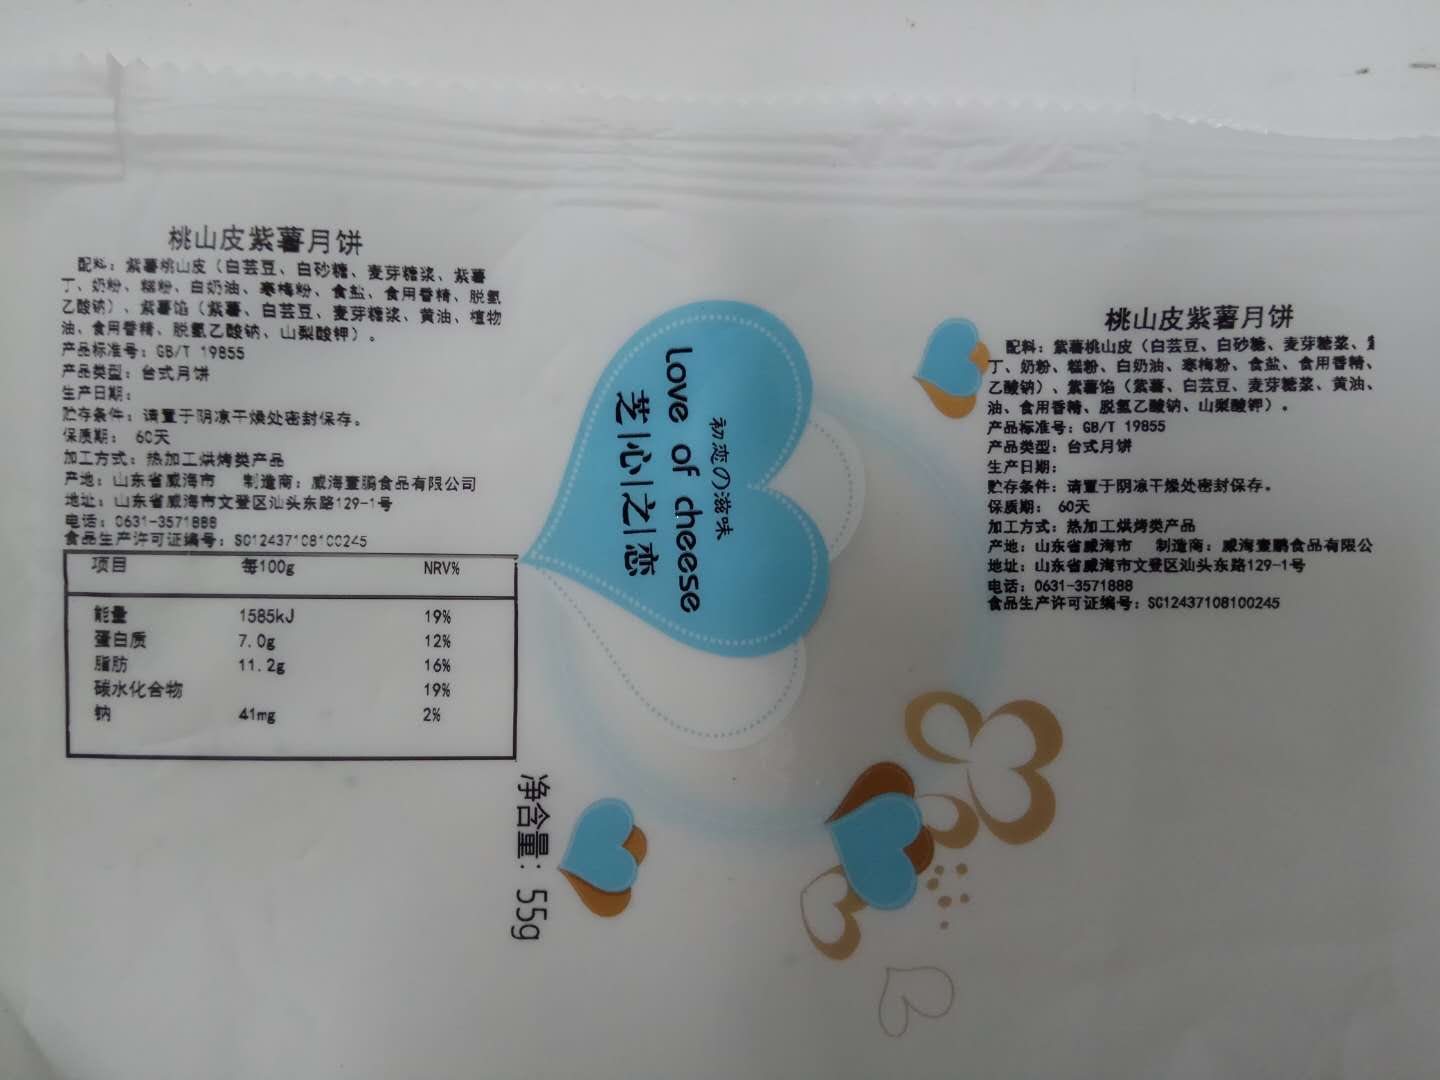 桃山皮紫薯月饼
配料：紫薯桃山皮（白芸豆、白砂糖、麦芽糖浆、紫薯
丁、奶粉、糕粉、白奶油、寒梅粉、食盐、食用香精、脱氢
乙酸钠）、紫薯馅（紫薯、白芸豆、麦芽糖浆、黄油、植物
油、食用香精、脱氢乙酸钠、山梨酸钾）。
产品标准号：GB/T 19855
产品类型：台式月饼
生产日期：
贮存条件：请置于阴凉干燥处密封保存。
保质期： 60天
加工方式：热加工烘烤类产品
产地：山东省威海市 制造商：威海壹鹏食品有限公司
地址：山东省威海市文登区汕头东路129-1号
电话：0631-3571888
食品生产许可证编号：SC12437108100245
项目 每100g NRV%
能量 1585kJ 19%
蛋白质 7.0g 12%
脂肪 11.2g 16%
碳水化合物 19%
钠 41mg 2%
初恋の滋味
Love of cheese
芝|心|之|恋
净含量：55g
桃山皮紫薯月饼
配料：紫薯桃山皮（白芸豆、白砂糖、麦芽糖浆、
丁、奶粉、糕粉、白奶油、寒梅粉、食盐、食用香精、
乙酸钠）、紫薯馅（紫薯、白芸豆、麦芽糖浆、黄油、
油、食用香精、脱氢乙酸钠、山梨酸钾）。
产品标准号：GB/T 19855
产品类型：台式月饼
生产日期：
贮存条件：请置于阴凉干燥处密封保存。
保质期： 60天
加工方式：热加工烘烤类产品
产地：山东省威海市 制造商：威海壹鹏食品有限公
地址：山东省威海市文登区汕头东路129-1号
电话：0631-3571888
食品生产许可证编号：SC12437108100245